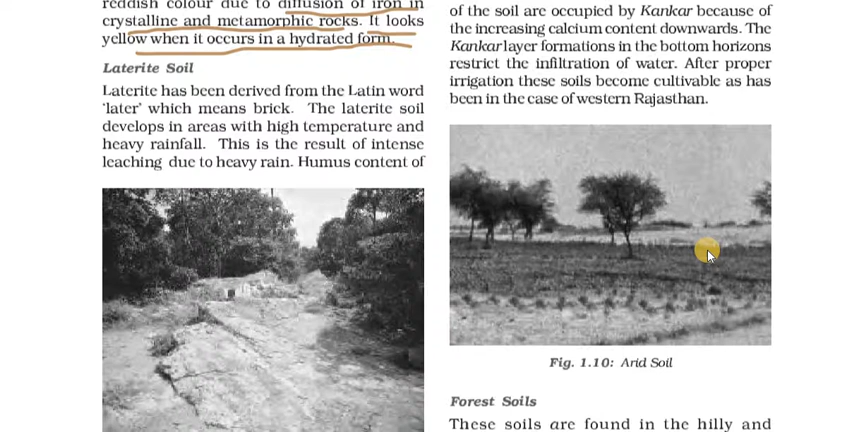 reddish colour due to diffusion of iron in
crystalline and metamorphic rocks. It looks
yellow when it occurs in a hydrated form.
Laterite Soil
Laterite has been derived from the Latin word
'later' which means brick. The laterite soil
develops in areas with high temperature and
heavy rainfall. This is the result of intense
leaching due to heavy rain. Humus content of
of the soil are occupied by Kankar because of
the increasing calcium content downwards. The
Kankar layer formations in the bottom horizons
restrict the infiltration of water. After proper
irrigation these soils become cultivable as has
been in the case of western Rajasthan.
Fig. 1.10: Arid Soil
Forest Soils
These soils are found in the hilly and